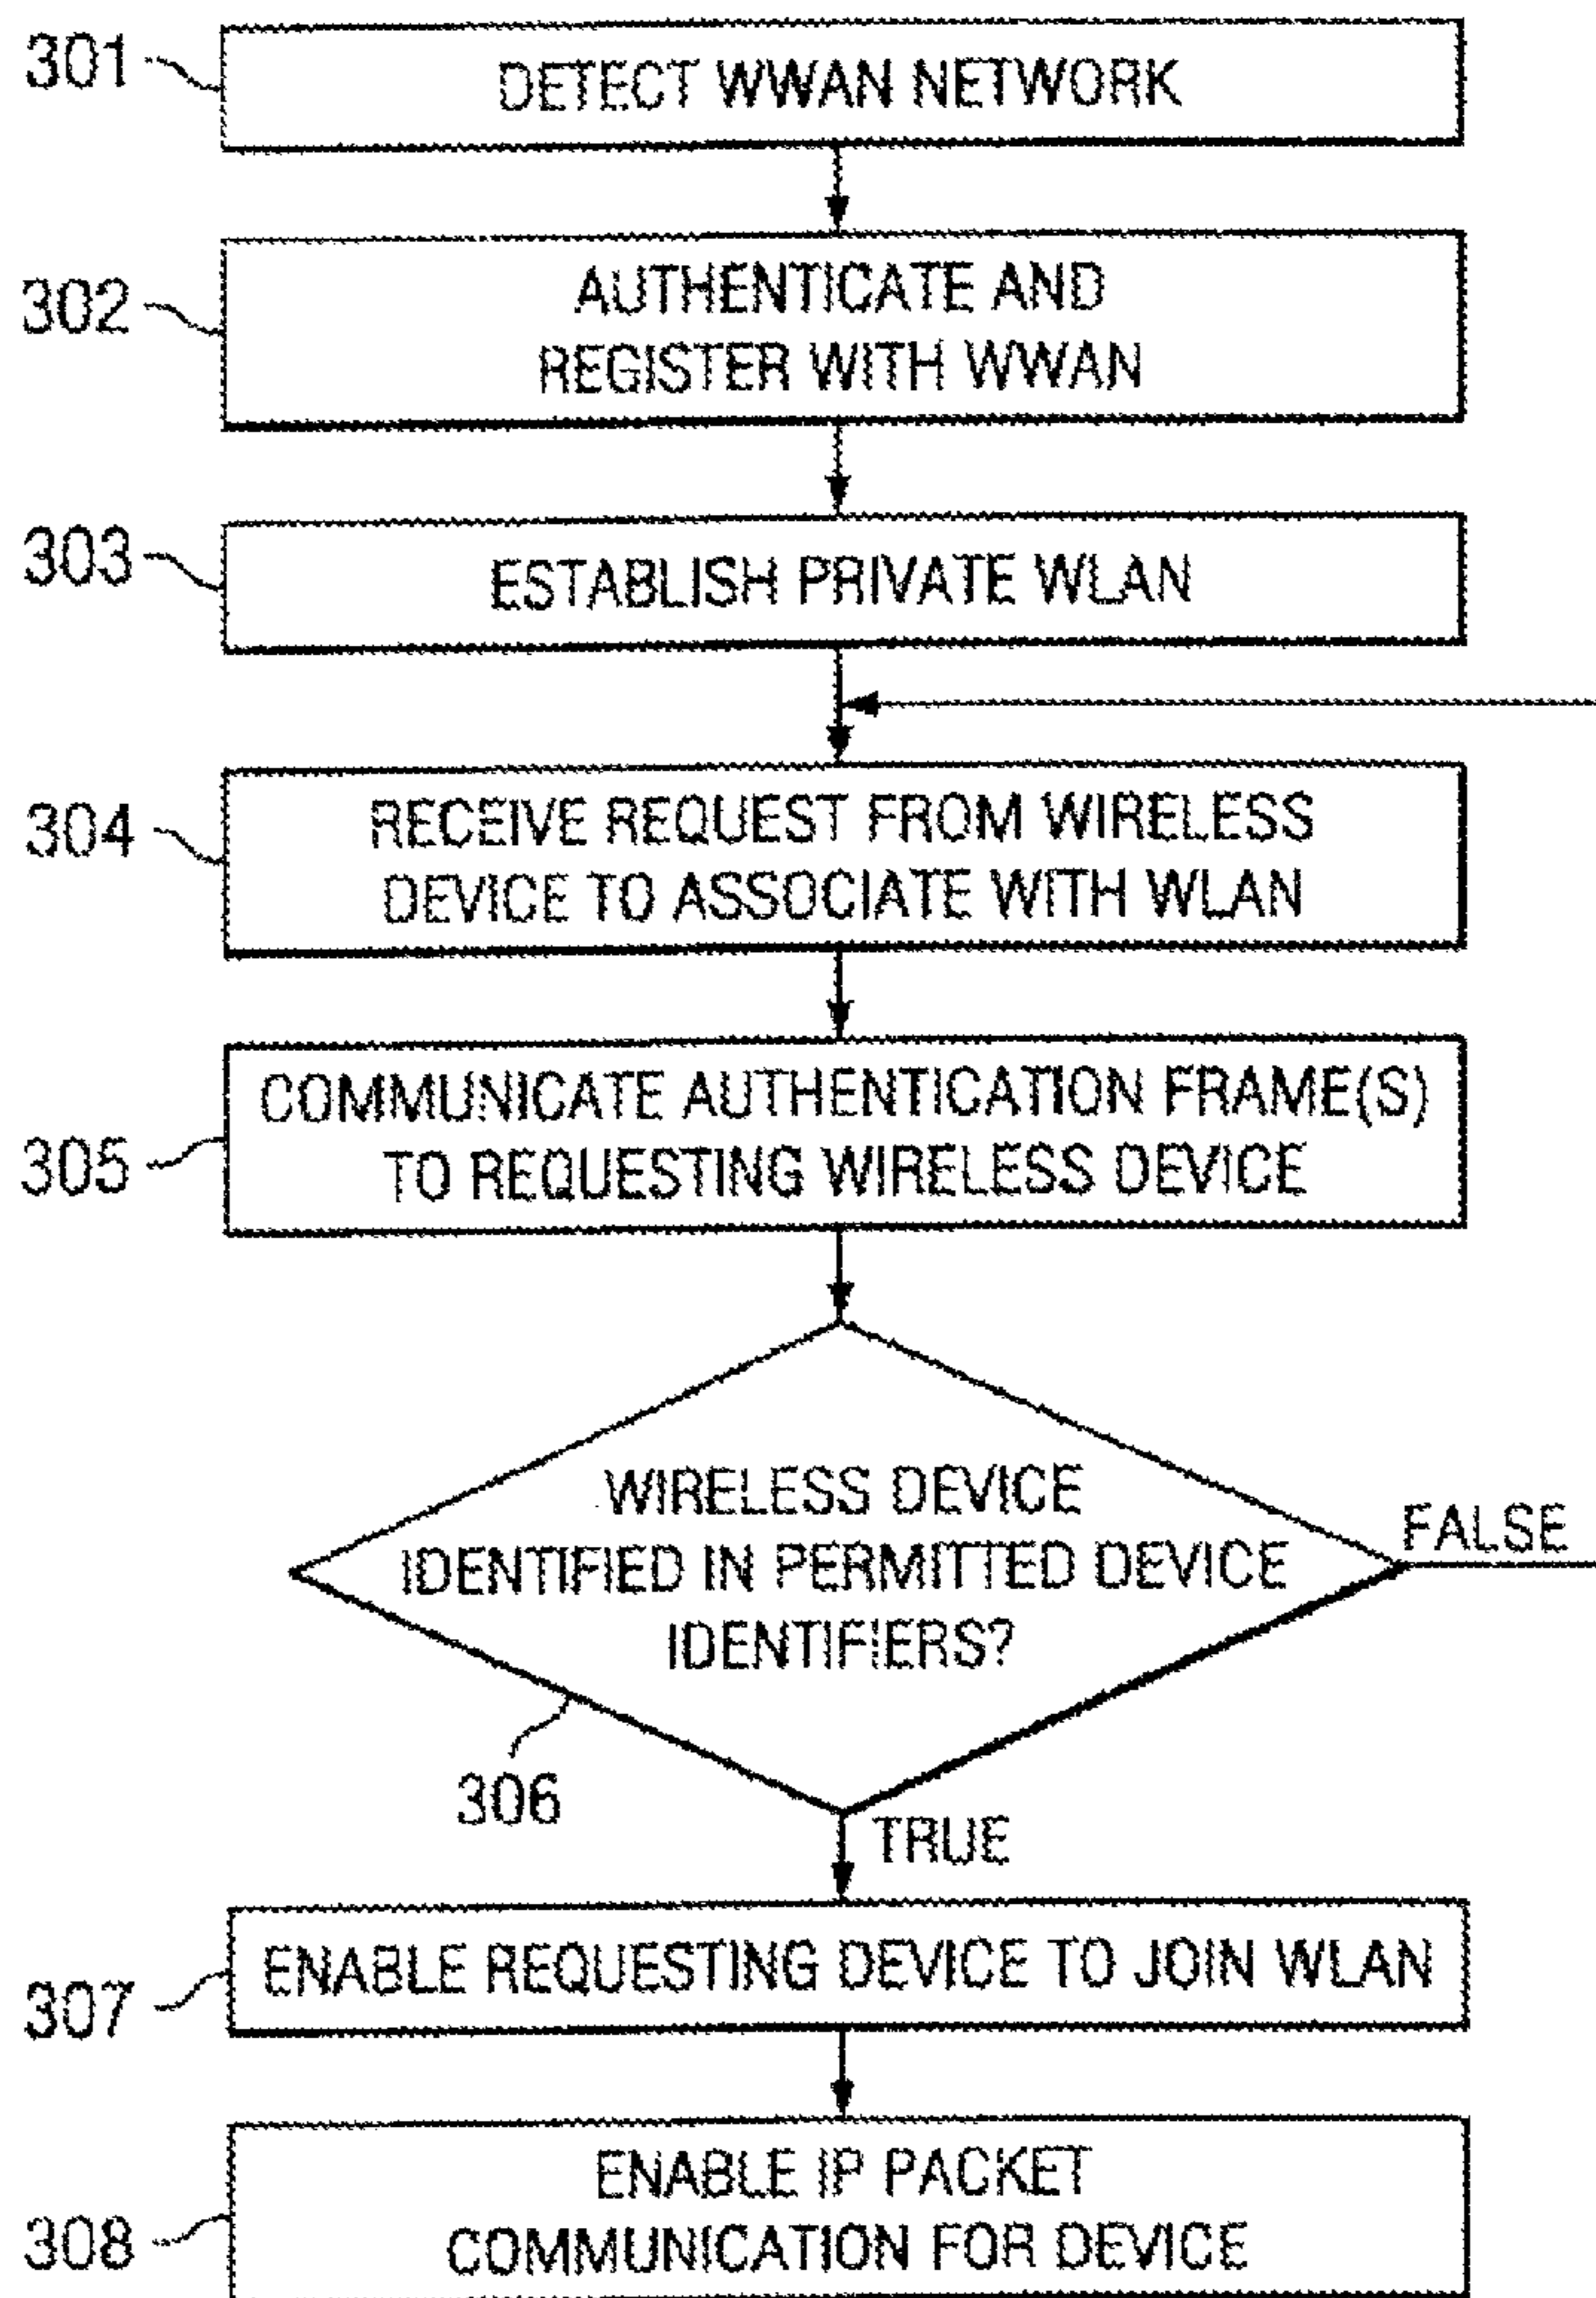 301
DETECT WWAN NETWORK
302
AUTHENTICATE AND
REGISTER WITH WWAN
303
ESTABLISH PRIVATE WLAN
304
RECEIVE REQUEST FROM WIRELESS
DEVICE TO ASSOCIATE WITH WLAN
305
COMMUNICATE AUTHENTICATION FRAME(S)
TO REQUESTING WIRELESS DEVICE
WIRELESS DEVICE
IDENTIFIED IN PERMITTED DEVICE
IDENTIFIERS?
FALSE
306
TRUE
307
ENABLE REQUESTING DEVICE TO JOIN WLAN
308
ENABLE IP PACKET
COMMUNICATION FOR DEVICE